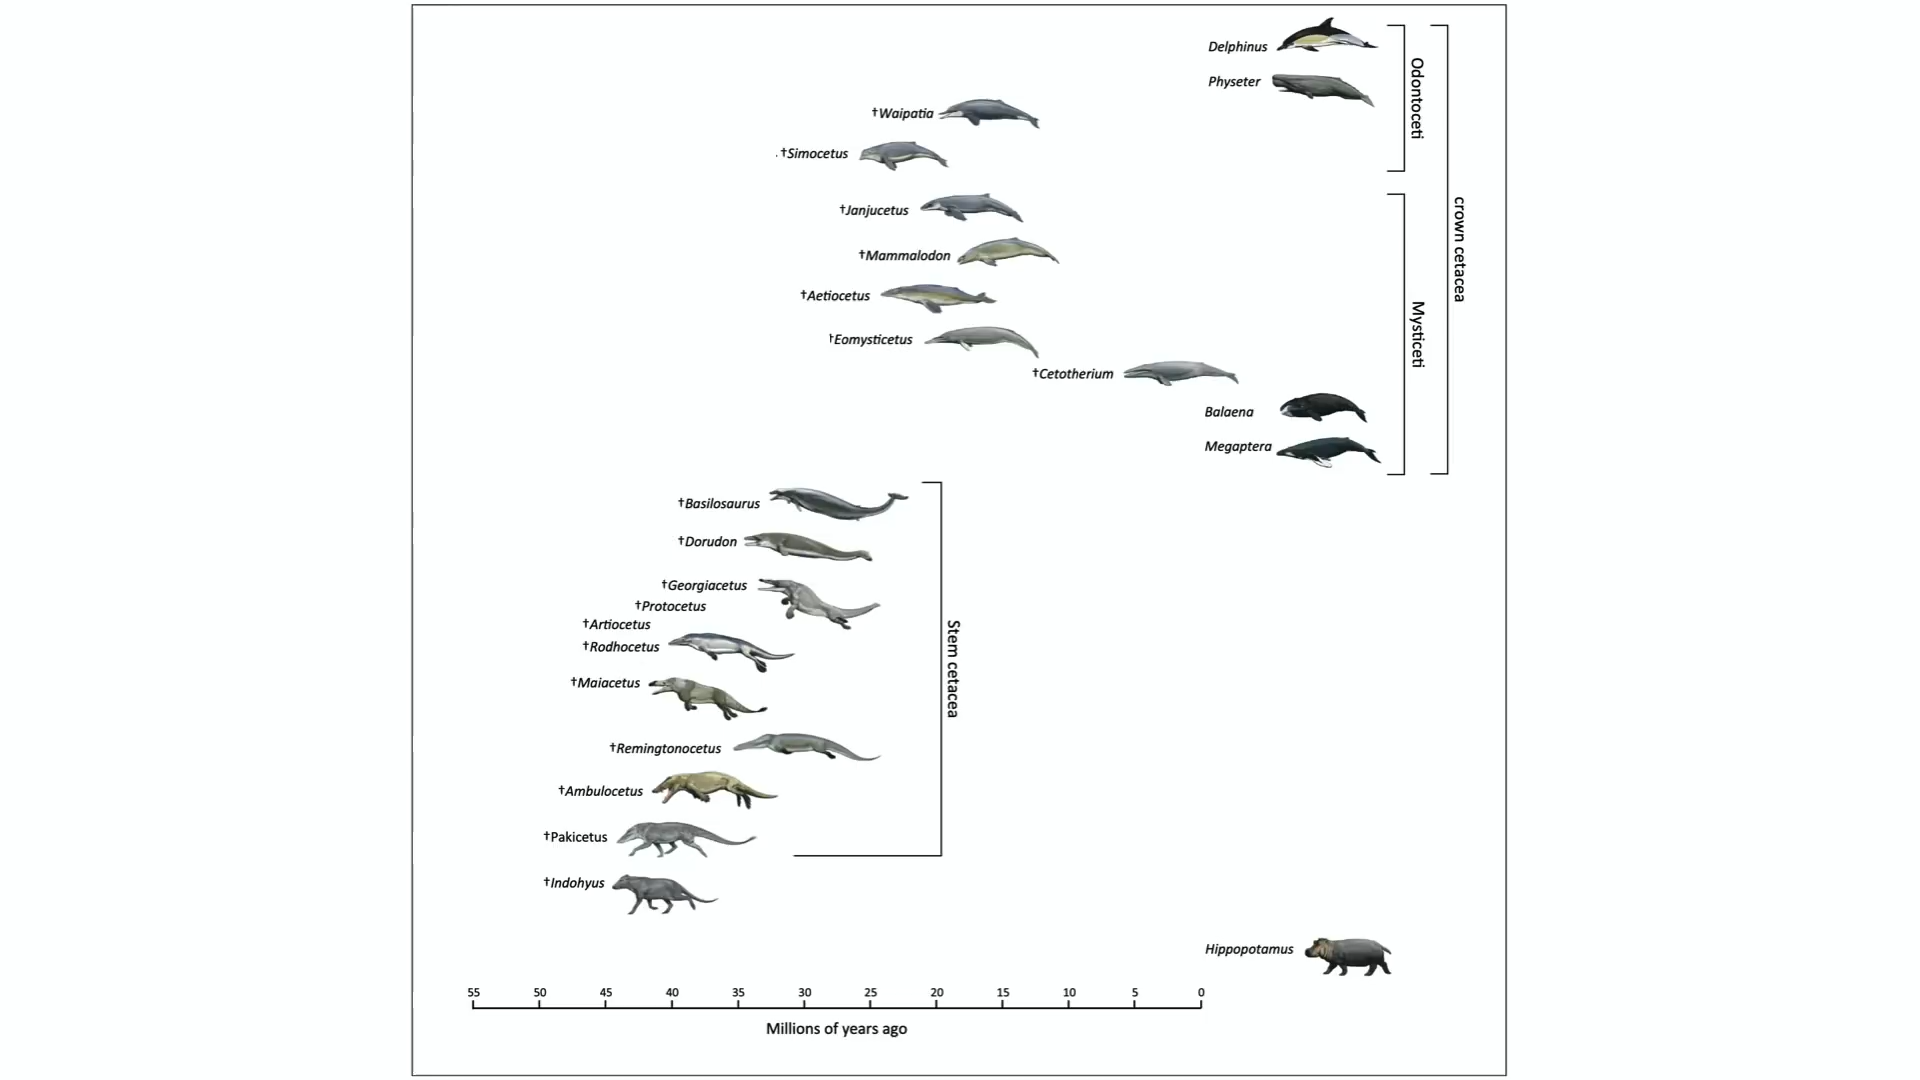 Delphinus
Physeter
†Waipatia
†Simocetus
†Janjucetus
†Mammalodon
†Aetiocetus
†Eomysticetus
†Cetotherium
Balaena
Megaptera
Odontoceti
Mysticeti
crown cetacea
†Basilosaurus
†Dorudon
†Georgiacetus
†Protocetus
†Artiocetus
†Rodhocetus
†Maiacetus
†Remingtonocetus
†Ambulocetus
†Pakicetus
Stem cetacea
†Indohyus
Hippopotamus
55 50 45 40 35 30 25 20 15 10 5 0
Millions of years ago